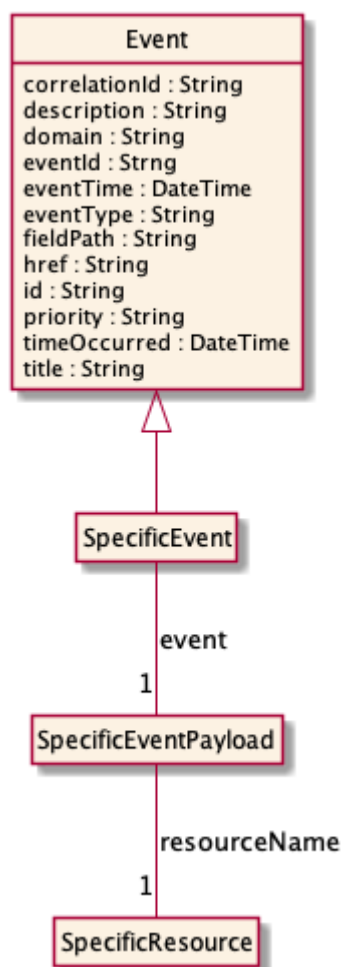 Event
correlationId : String
description : String
domain : String
eventId : Strng
eventTime : DateTime
eventType : String
fieldPath : String
href : String
id : String
priority : String
timeOccurred : DateTime
title : String
SpecificEvent
event
1
SpecificEventPayload
resourceName
1
SpecificResource